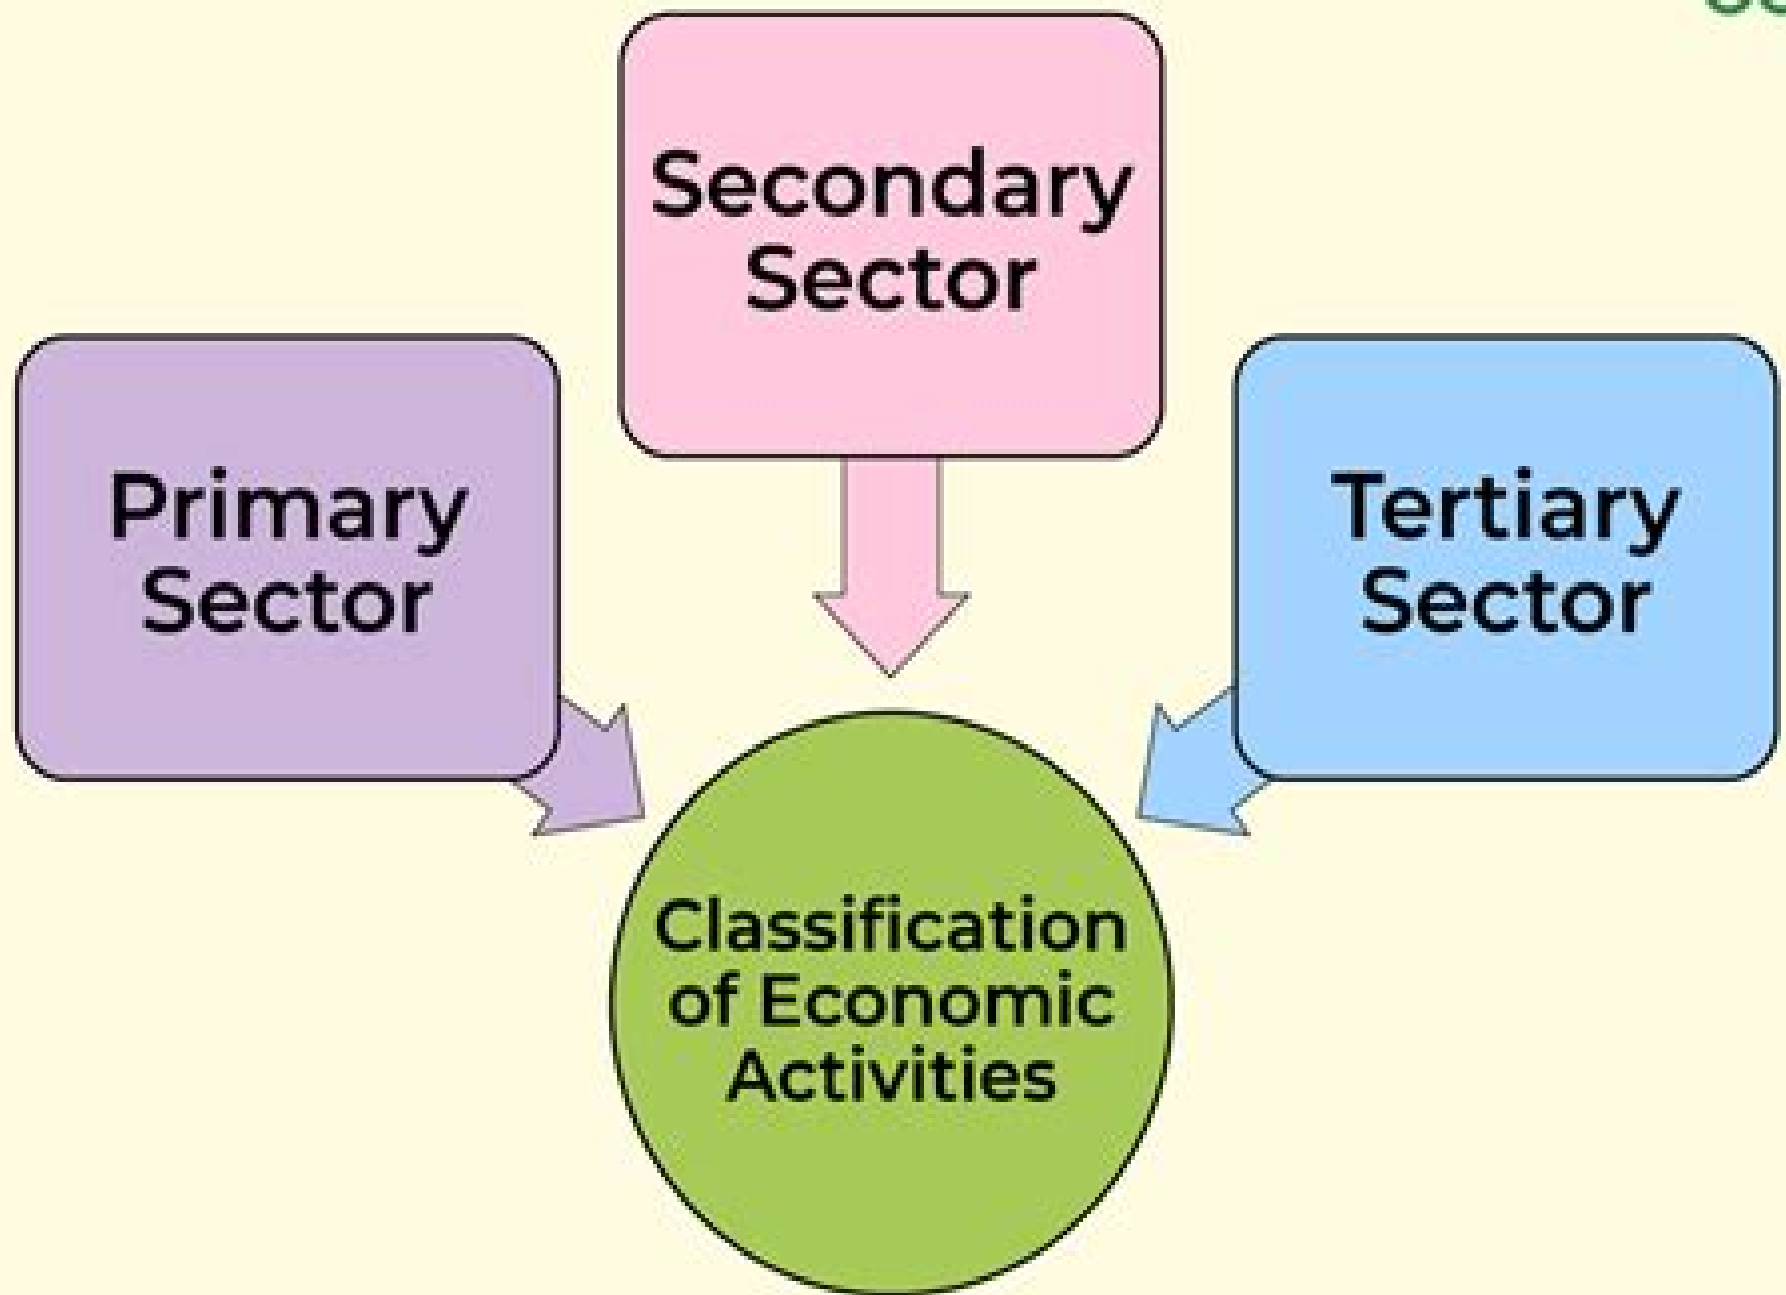 Secondary
Sector
Primary
Sector
Tertiary
Sector
Classification
of Economic
Activities